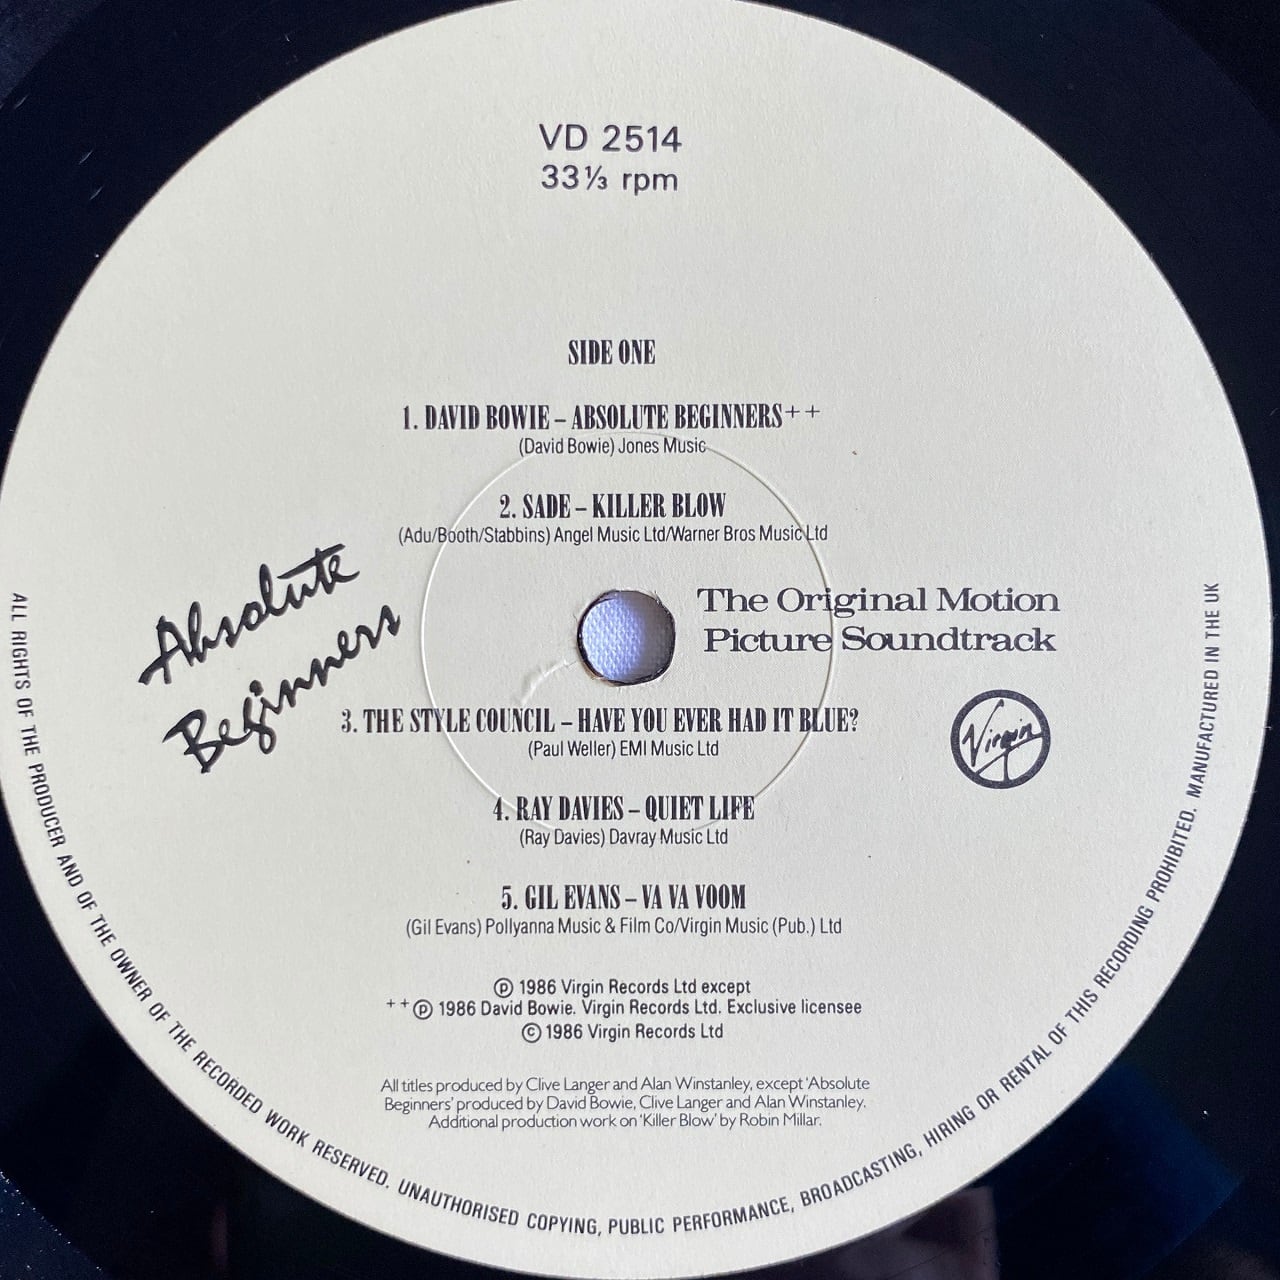 VD 2514
33⅓ rpm
SIDE ONE
1. DAVID BOWIE – ABSOLUTE BEGINNERS++
(David Bowie) Jones Music
2. SADE – KILLER BLOW
(Adu/Booth/Stabbins) Angel Music Ltd/Warner Bros Music Ltd
Absolute
Beginners
The Original Motion
Picture Soundtrack
Virgin
3. THE STYLE COUNCIL – HAVE YOU EVER HAD IT BLUE?
(Paul Weller) EMI Music Ltd
4. RAY DAVIES – QUIET LIFE
(Ray Davies) Davray Music Ltd
5. GIL EVANS – VA VA VOOM
(Gil Evans) Pollyanna Music & Film Co/Virgin Music (Pub.) Ltd
℗ 1986 Virgin Records Ltd except
++℗ 1986 David Bowie. Virgin Records Ltd. Exclusive licensee
© 1986 Virgin Records Ltd
All titles produced by Clive Langer and Alan Winstanley, except 'Absolute
Beginners' produced by David Bowie, Clive Langer and Alan Winstanley.
Additional production work on 'Killer Blow' by Robin Millar.
ALL RIGHTS OF THE PRODUCER AND OF THE OWNER OF THE RECORDED WORK RESERVED. UNAUTHORISED COPYING, PUBLIC PERFORMANCE, BROADCASTING, HIRING OR RENTAL OF THIS RECORDING PROHIBITED. MANUFACTURED IN THE UK